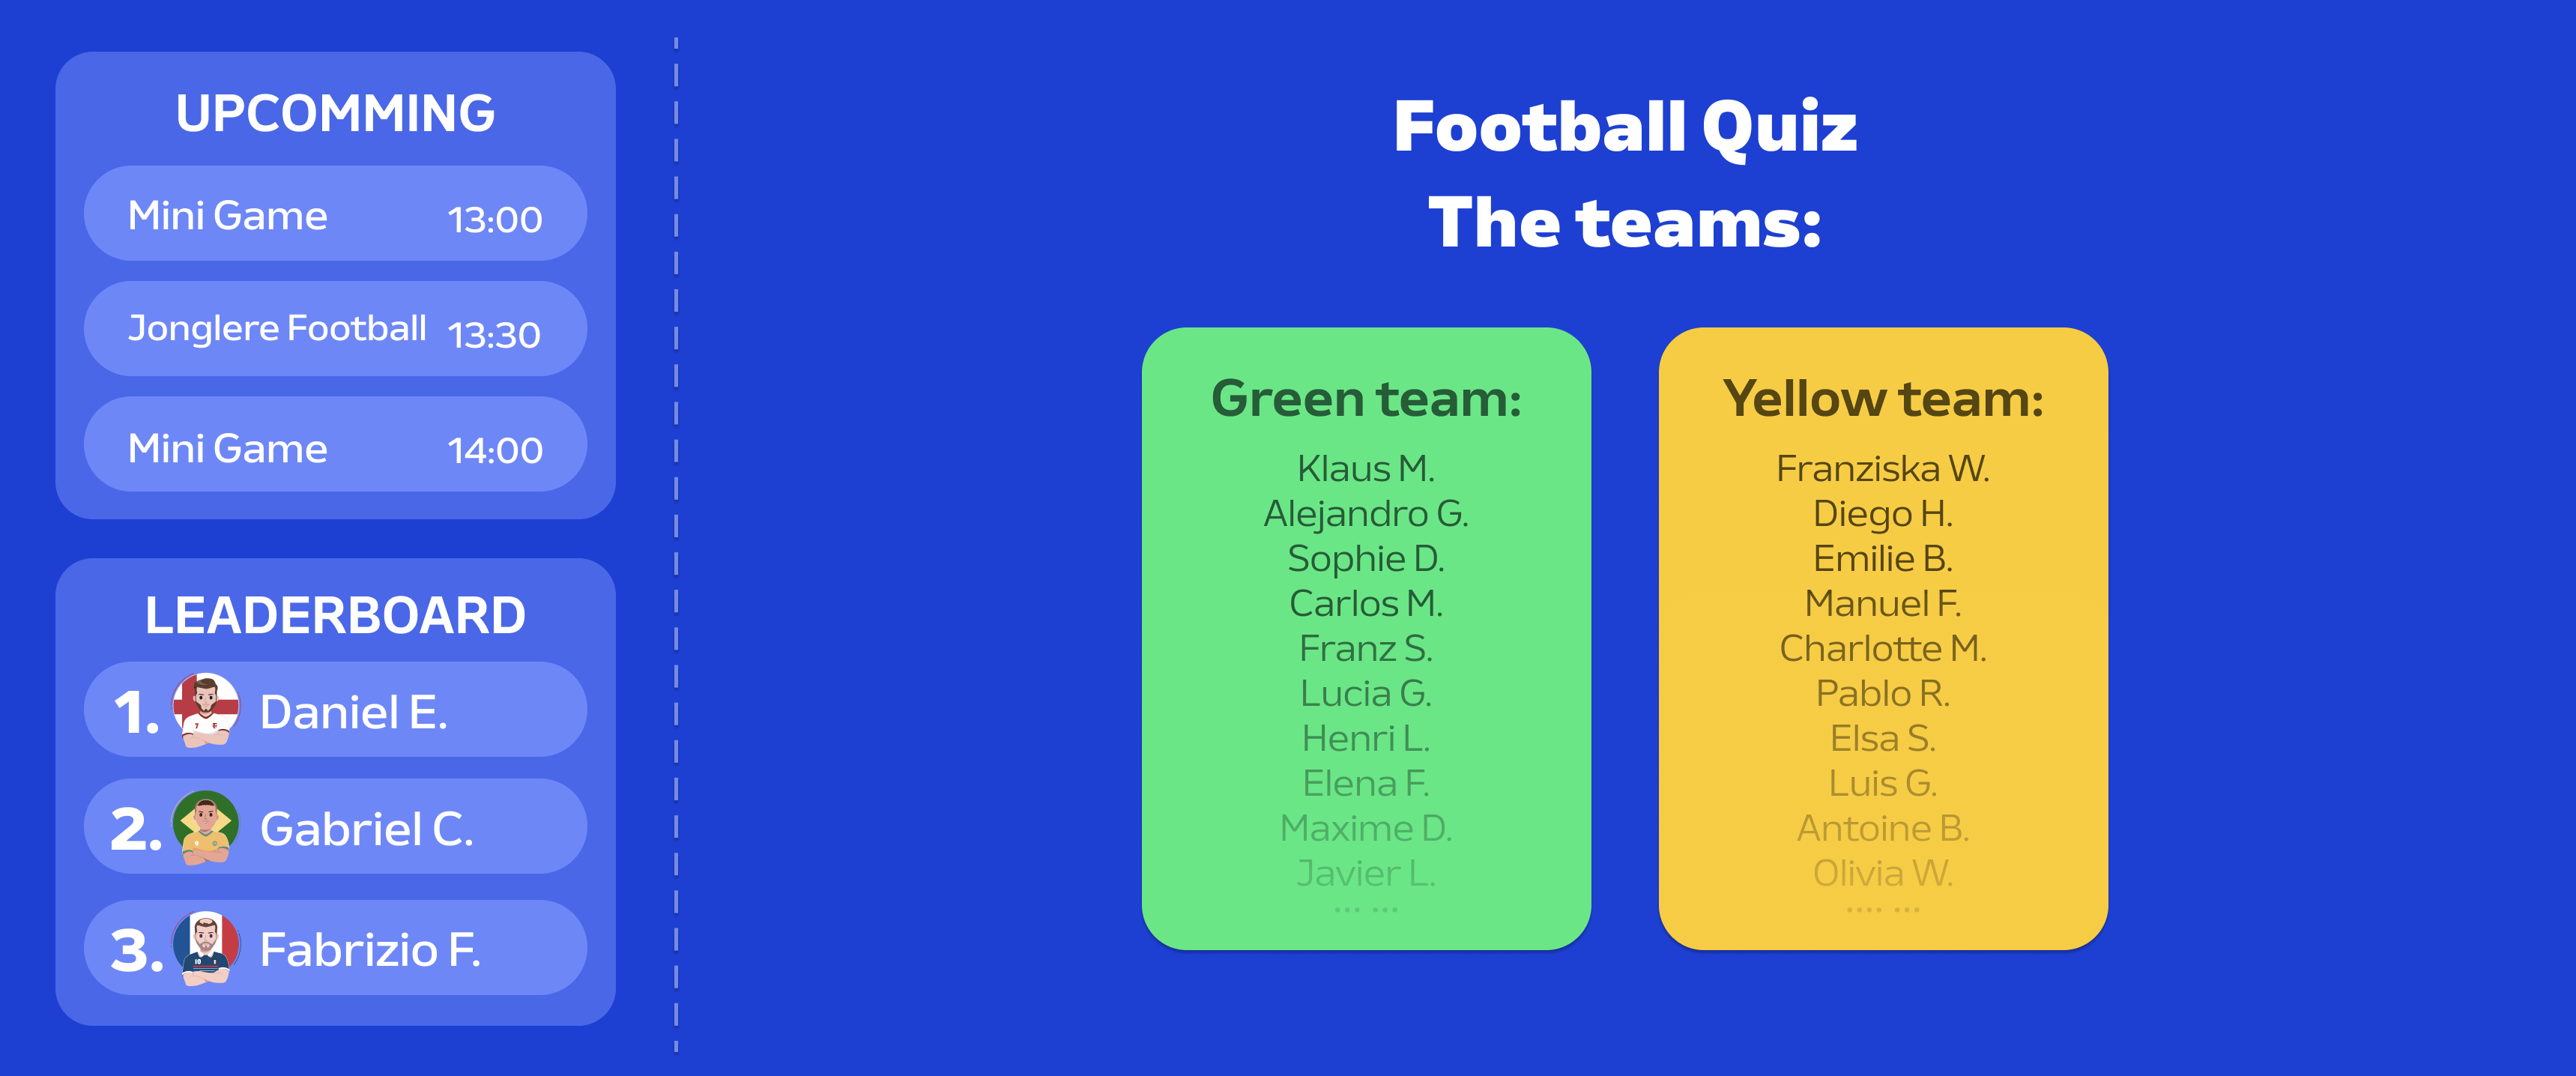 UPCOMMING
Mini Game 13:00
Jonglere Football 13:30
Mini Game 14:00
LEADERBOARD
1. Daniel E.
2. Gabriel C.
3. Fabrizio F.
Football Quiz
The teams:
Green team:
Klaus M.
Alejandro G.
Sophie D.
Carlos M.
Franz S.
Lucia G.
Henri L.
Elena F.
Maxime D.
Javier L.
... ...
Yellow team:
Franziska W.
Diego H.
Emilie B.
Manuel F.
Charlotte M.
Pablo R.
Elsa S.
Luis G.
Antoine B.
Olivia W.
.... ...